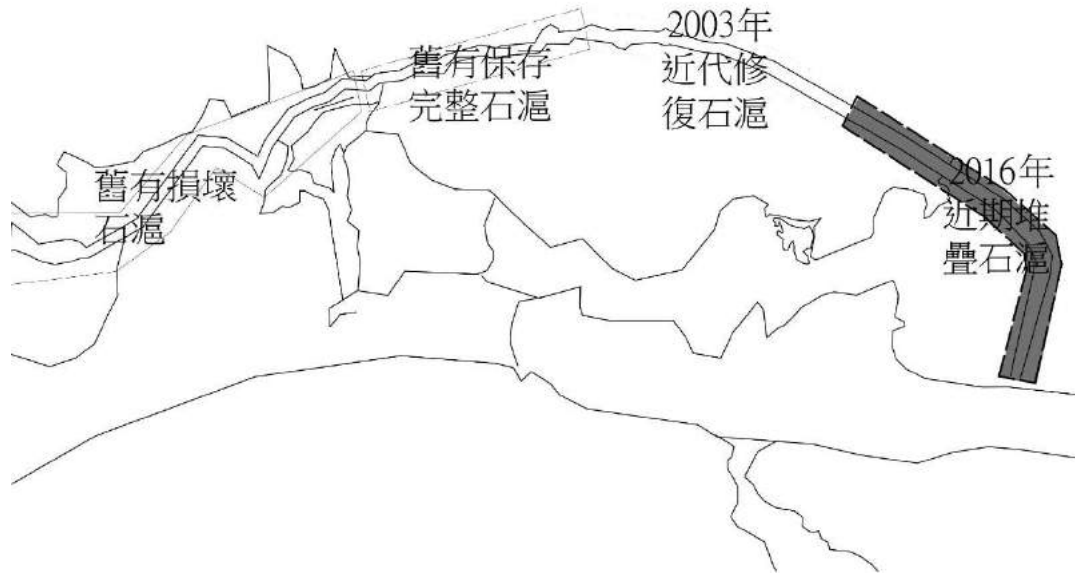 2003年
近代修
復石滬
舊有保存
完整石滬
2016年
近期堆
疊石滬
舊有損壞
石滬